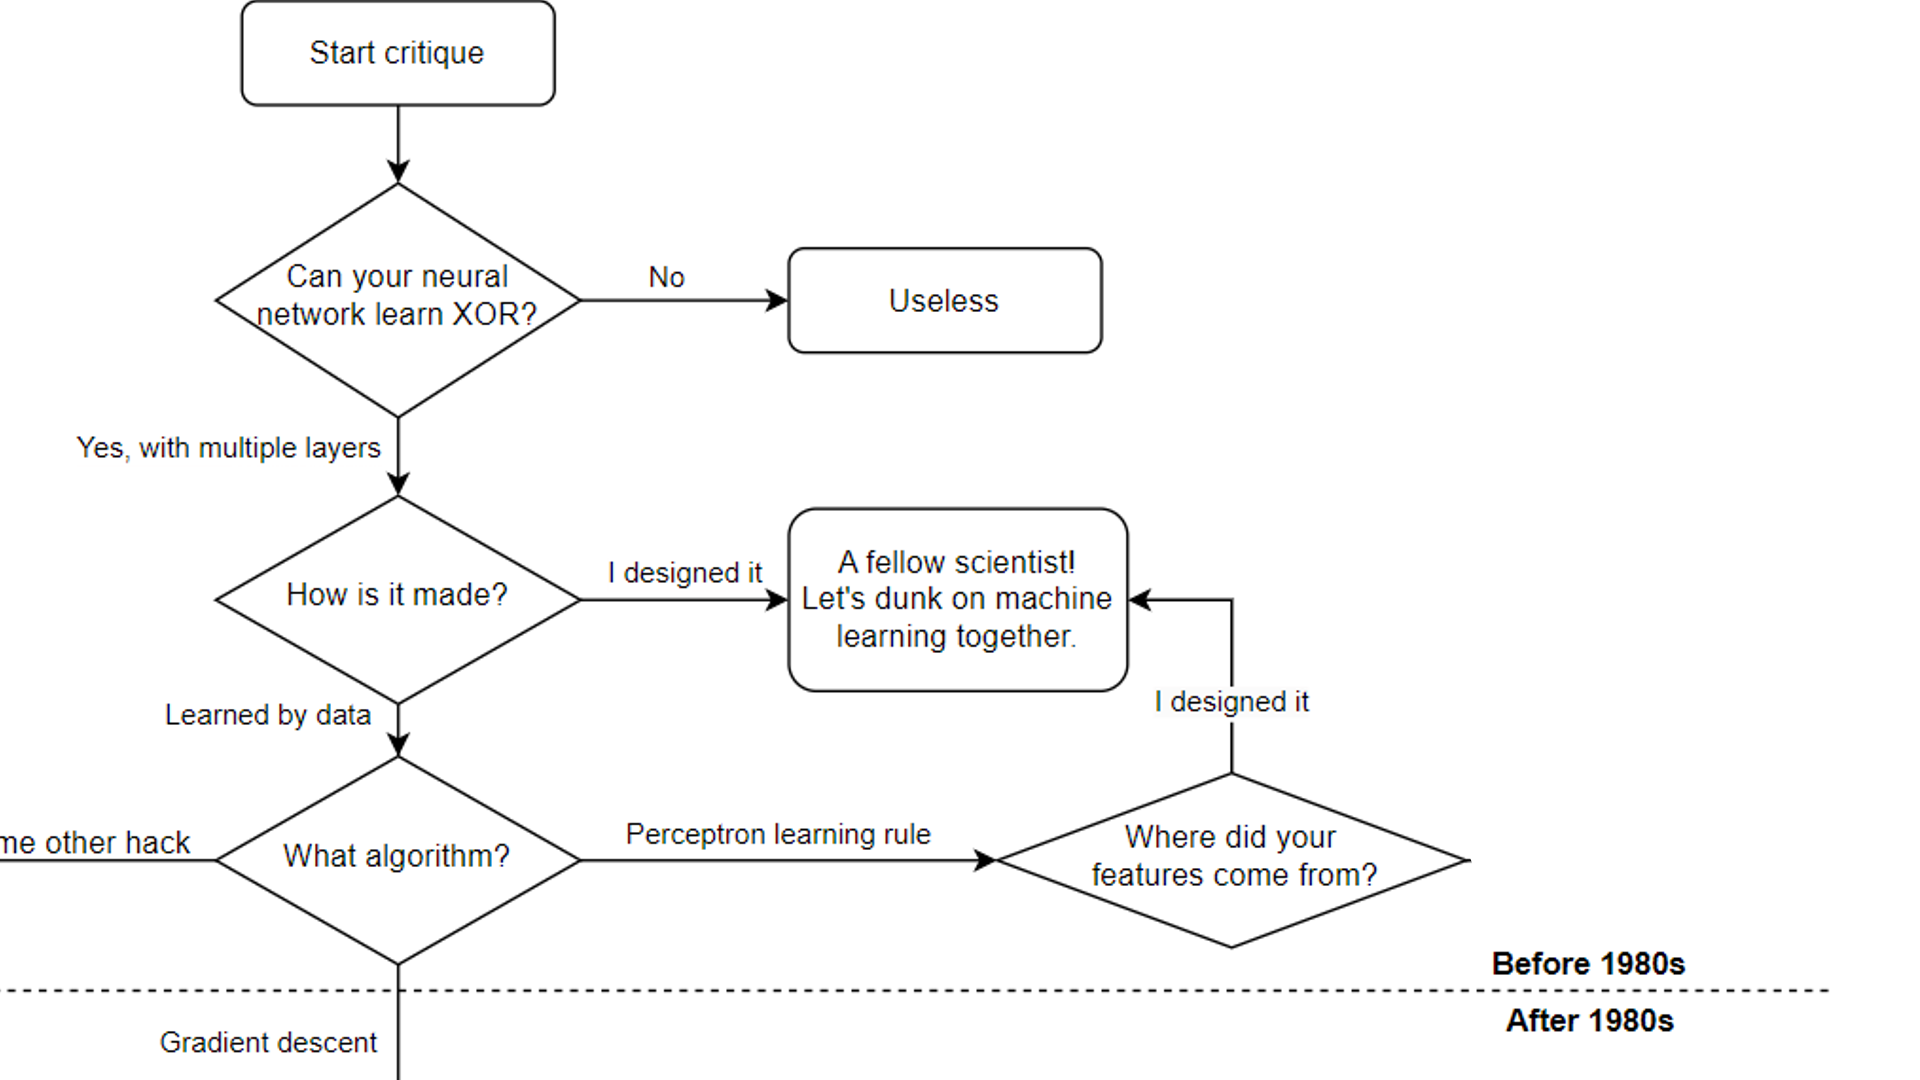 Start critique
Can your neural
network learn XOR?
No
Useless
Yes, with multiple layers
How is it made?
I designed it
A fellow scientist!
Let's dunk on machine
learning together.
I designed it
Learned by data
other hack
What algorithm?
Perceptron learning rule
Where did your
features come from?
Before 1980s
After 1980s
Gradient descent